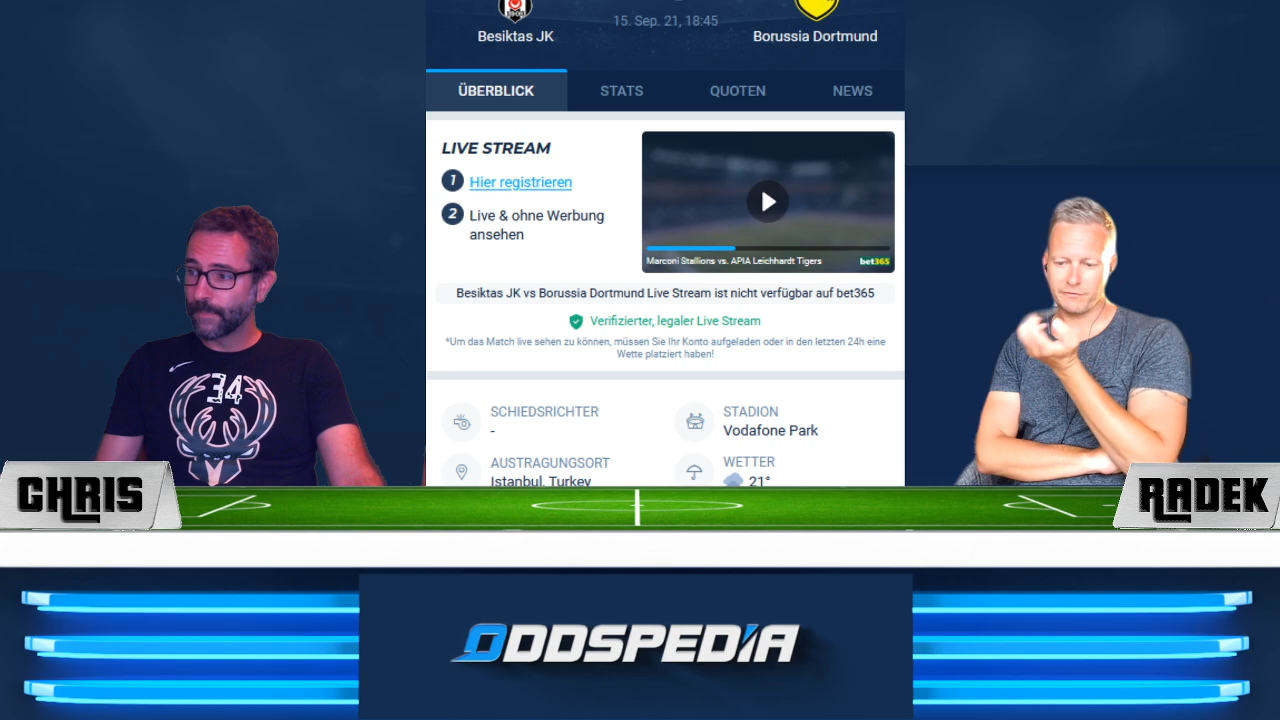 15. Sep. 21, 18:45
Besiktas JK
Borussia Dortmund
ÜBERBLICK
STATS
QUOTEN
NEWS
LIVE STREAM
1 Hier registrieren
2 Live & ohne Werbung
ansehen
Marconi Stallions vs. APIA Leichhardt Tigers
bet365
Besiktas JK vs Borussia Dortmund Live Stream ist nicht verfügbar auf bet365
Verifizierter, legaler Live Stream
*Um das Match live sehen zu können, müssen Sie Ihr Konto aufgeladen oder in den letzten 24h eine
Wette platziert haben!
SCHIEDSRICHTER
-
STADION
Vodafone Park
AUSTRAGUNGSORT
Istanbul, Turkey
WETTER
21°
34
CHRIS
RADEK
ODDSPEDIA